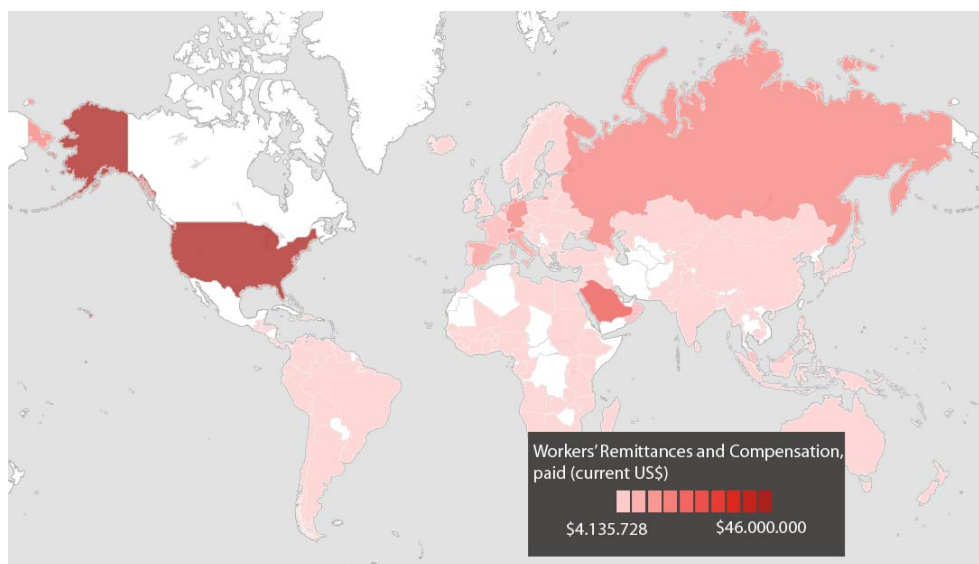 Workers' Remittances and Compensation,
paid (current US$)
$4.135.728 $46.000.000